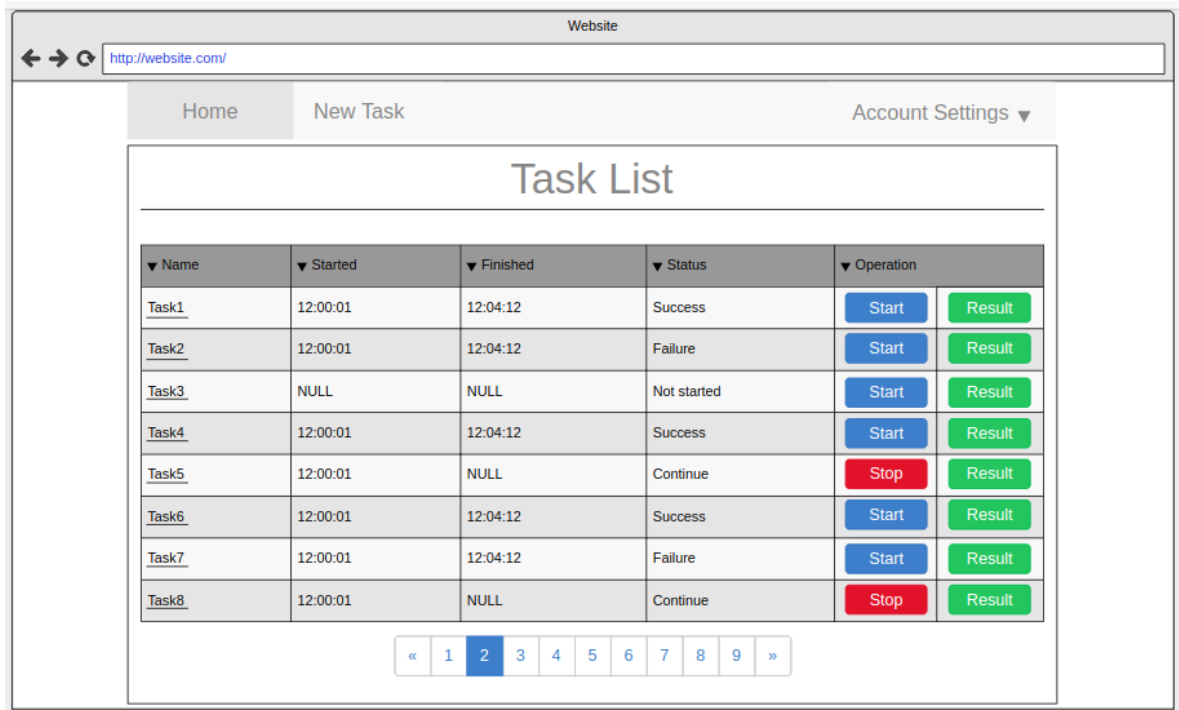 Website
http://website.com/
Home New Task Account Settings ▼
Task List
▼ Name ▼ Started ▼ Finished ▼ Status ▼ Operation
Task1 12:00:01 12:04:12 Success Start Result
Task2 12:00:01 12:04:12 Failure Start Result
Task3 NULL NULL Not started Start Result
Task4 12:00:01 12:04:12 Success Start Result
Task5 12:00:01 NULL Continue Stop Result
Task6 12:00:01 12:04:12 Success Start Result
Task7 12:00:01 12:04:12 Failure Start Result
Task8 12:00:01 NULL Continue Stop Result
« 1 2 3 4 5 6 7 8 9 »